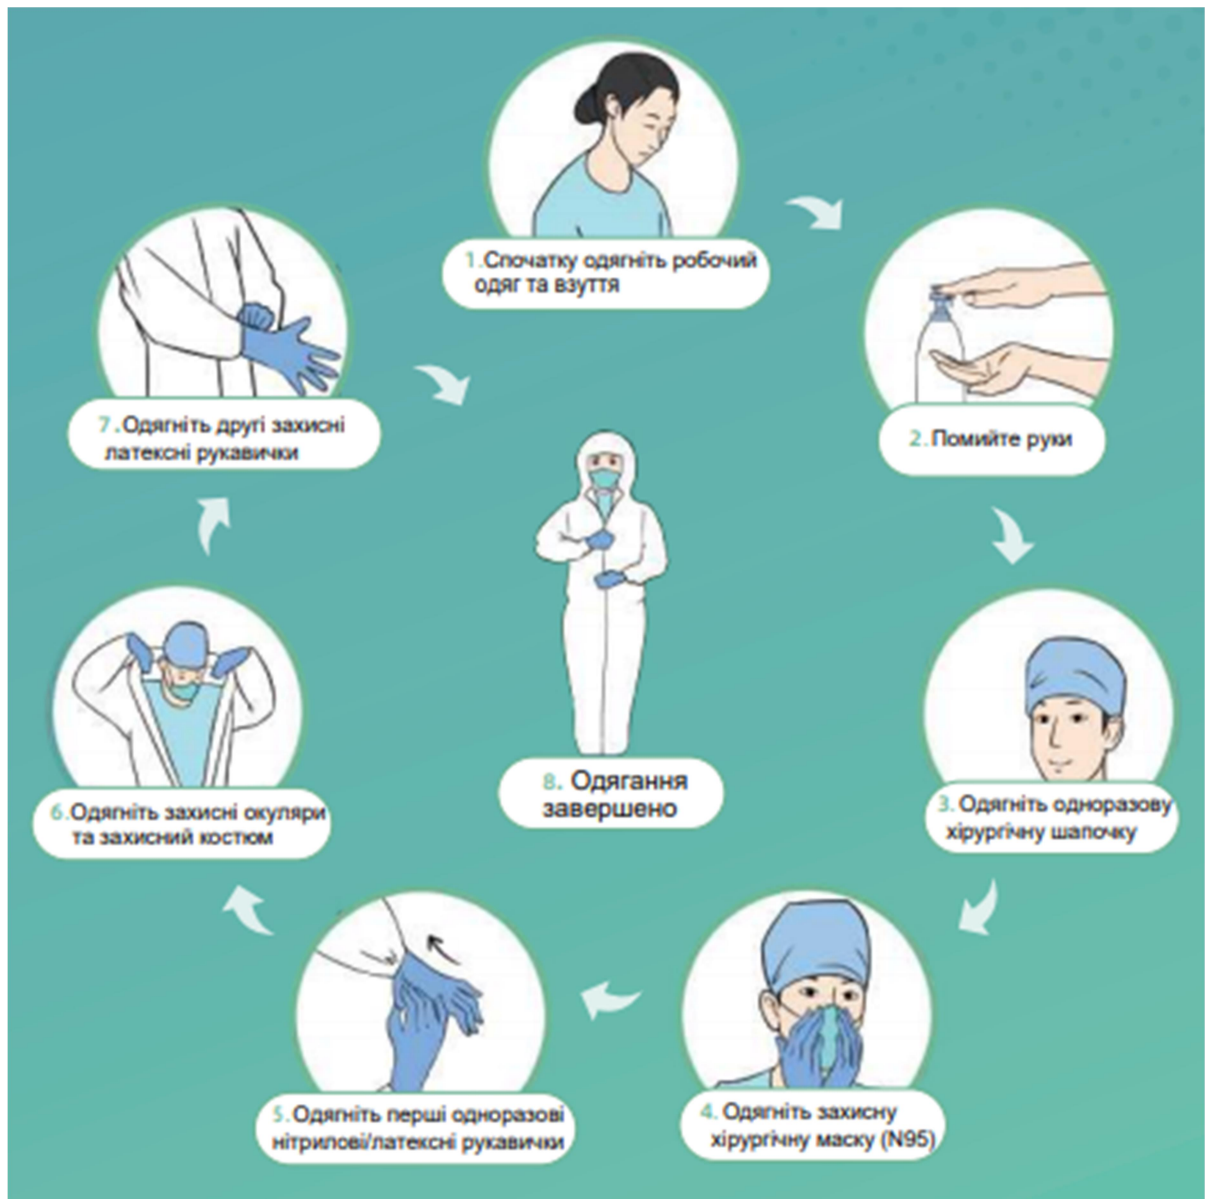 1.Спочатку одягніть робочий
одяг та взуття
2.Помийте руки
3. Одягніть одноразову
хірургічну шапочку
4. Одягніть захисну
хірургічну маску (N95)
5.Одягніть перші одноразові
нітрилові/латексні рукавички
6.Одягніть захисні окуляри
та захисний костюм
7.Одягніть другі захисні
латексні рукавички
8. Одягання
завершено